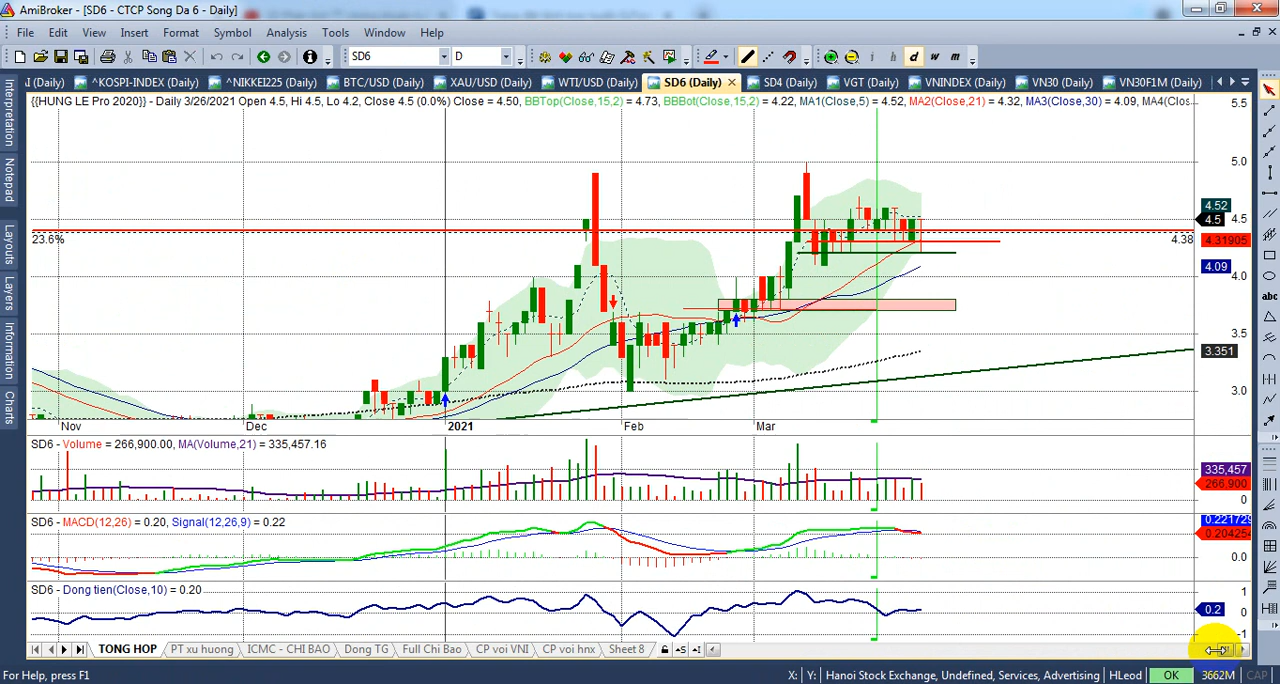 AmiBroker - [SD6 - CTCP Song Da 6 - Daily]
File Edit View Insert Format Symbol Analysis Tools Window Help
SD6 D i h d w m
(Daily) ^KOSPI-INDEX (Daily) ^NIKKEI225 (Daily) BTC/USD (Daily) XAU/USD (Daily) WTI/USD (Daily) SD6 (Daily) SD4 (Daily) VGT (Daily) VNINDEX (Daily) VN30 (Daily) VN30F1M (Daily)
{{HUNG LE Pro 2020}} - Daily 3/26/2021 Open 4.5, Hi 4.5, Lo 4.2, Close 4.5 (0.0%) Close = 4.50, BBTop(Close,15,2) = 4.73, BBBot(Close,15,2) = 4.22, MA1(Close,5) = 4.52, MA2(Close,21) = 4.32, MA3(Close,30) = 4.09, MA4(Clos
Interpretation
Notepad
Layouts
Layers
Information
Charts
5.5
5.0
4.52
4.5
23.6%
4.38
4.31905
4.09
4.0
3.5
3.351
3.0
Nov Dec 2021 Feb Mar
SD6 - Volume = 266,900.00, MA(Volume,21) = 335,457.16
335,457
266,900
0
SD6 - MACD(12,26) = 0.20, Signal(12,26,9) = 0.22
0.221729
0.204254
0.0
SD6 - Dong tien(Close,10) = 0.20
1
0.2
0
-1
TONG HOP PT xu huong ICMC - CHI BAO Dong TG Full Chi Bao CP voi VNI CP voi hnx Sheet 8
For Help, press F1 X: Y: Hanoi Stock Exchange, Undefined, Services, Advertising HLeod OK 3662M CAP
abc